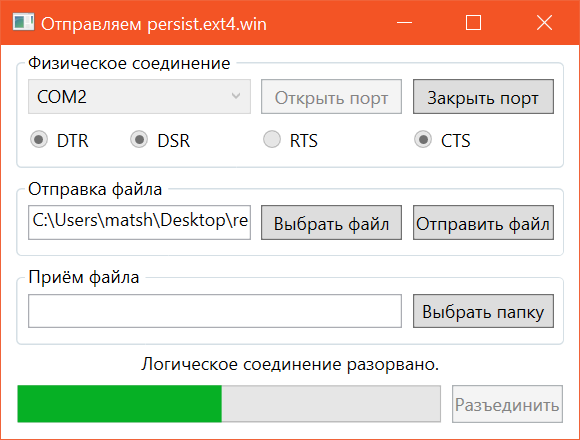 Отправляем persist.ext4.win
Физическое соединение
COM2 Открыть порт Закрыть порт
DTR DSR RTS CTS
Отправка файла
C:\Users\matsh\Desktop\re Выбрать файл Отправить файл
Приём файла
Выбрать папку
Логическое соединение разорвано.
Разъединить